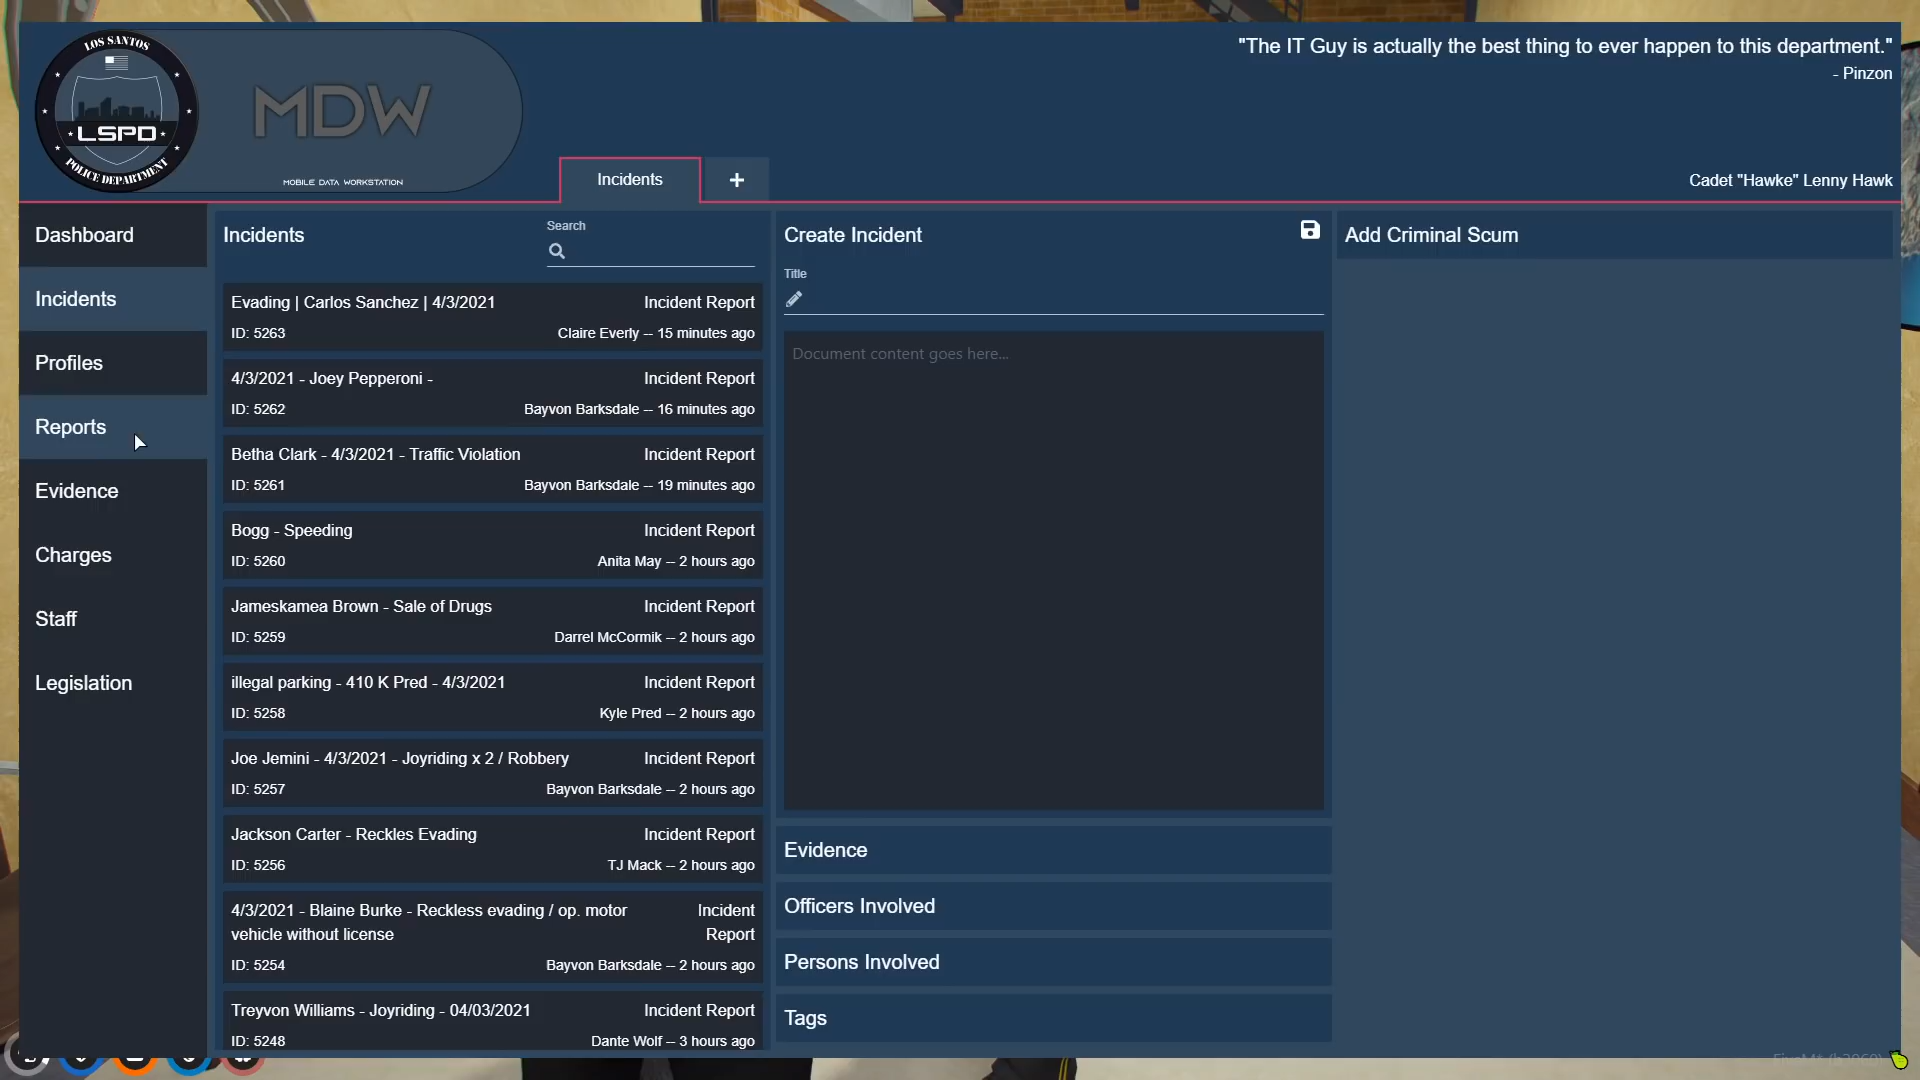 LOS SANTOS
LSPD
POLICE DEPARTMENT
MDW
MOBILE DATA WORKSTATION
"The IT Guy is actually the best thing to ever happen to this department."
- Pinzon
Incidents
+
Cadet "Hawke" Lenny Hawk
Dashboard
Incidents
Profiles
Reports
Evidence
Charges
Staff
Legislation
Incidents
Search
Evading | Carlos Sanchez | 4/3/2021 Incident Report
ID: 5263 Claire Everly -- 15 minutes ago
4/3/2021 - Joey Pepperoni - Incident Report
ID: 5262 Bayvon Barksdale -- 16 minutes ago
Betha Clark - 4/3/2021 - Traffic Violation Incident Report
ID: 5261 Bayvon Barksdale -- 19 minutes ago
Bogg - Speeding Incident Report
ID: 5260 Anita May -- 2 hours ago
Jameskamea Brown - Sale of Drugs Incident Report
ID: 5259 Darrel McCormik -- 2 hours ago
illegal parking - 410 K Pred - 4/3/2021 Incident Report
ID: 5258 Kyle Pred -- 2 hours ago
Joe Jemini - 4/3/2021 - Joyriding x 2 / Robbery Incident Report
ID: 5257 Bayvon Barksdale -- 2 hours ago
Jackson Carter - Reckles Evading Incident Report
ID: 5256 TJ Mack -- 2 hours ago
4/3/2021 - Blaine Burke - Reckless evading / op. motor Incident
vehicle without license Report
ID: 5254 Bayvon Barksdale -- 2 hours ago
Treyvon Williams - Joyriding - 04/03/2021 Incident Report
ID: 5248 Dante Wolf -- 3 hours ago
Create Incident
Title
Document content goes here...
Evidence
Officers Involved
Persons Involved
Tags
Add Criminal Scum